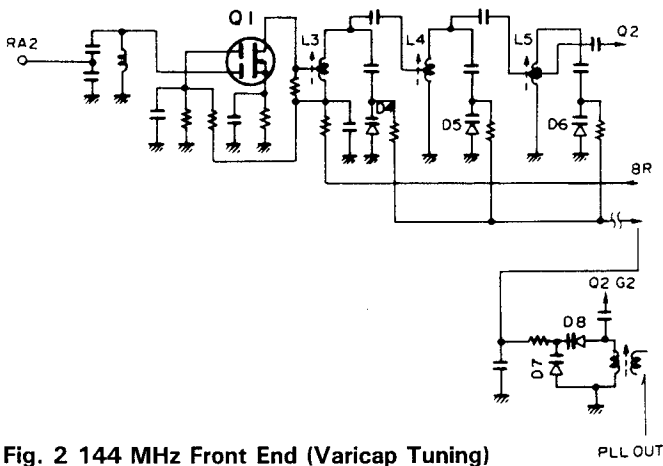 Q1
RA2
L3
L4
L5
Q2
D4
D5
D6
8R
Q2 G2
D8
D7
Fig. 2 144 MHz Front End (Varicap Tuning)
PLL OUT